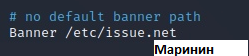 # no default banner path
Banner /etc/issue.net
Маринин